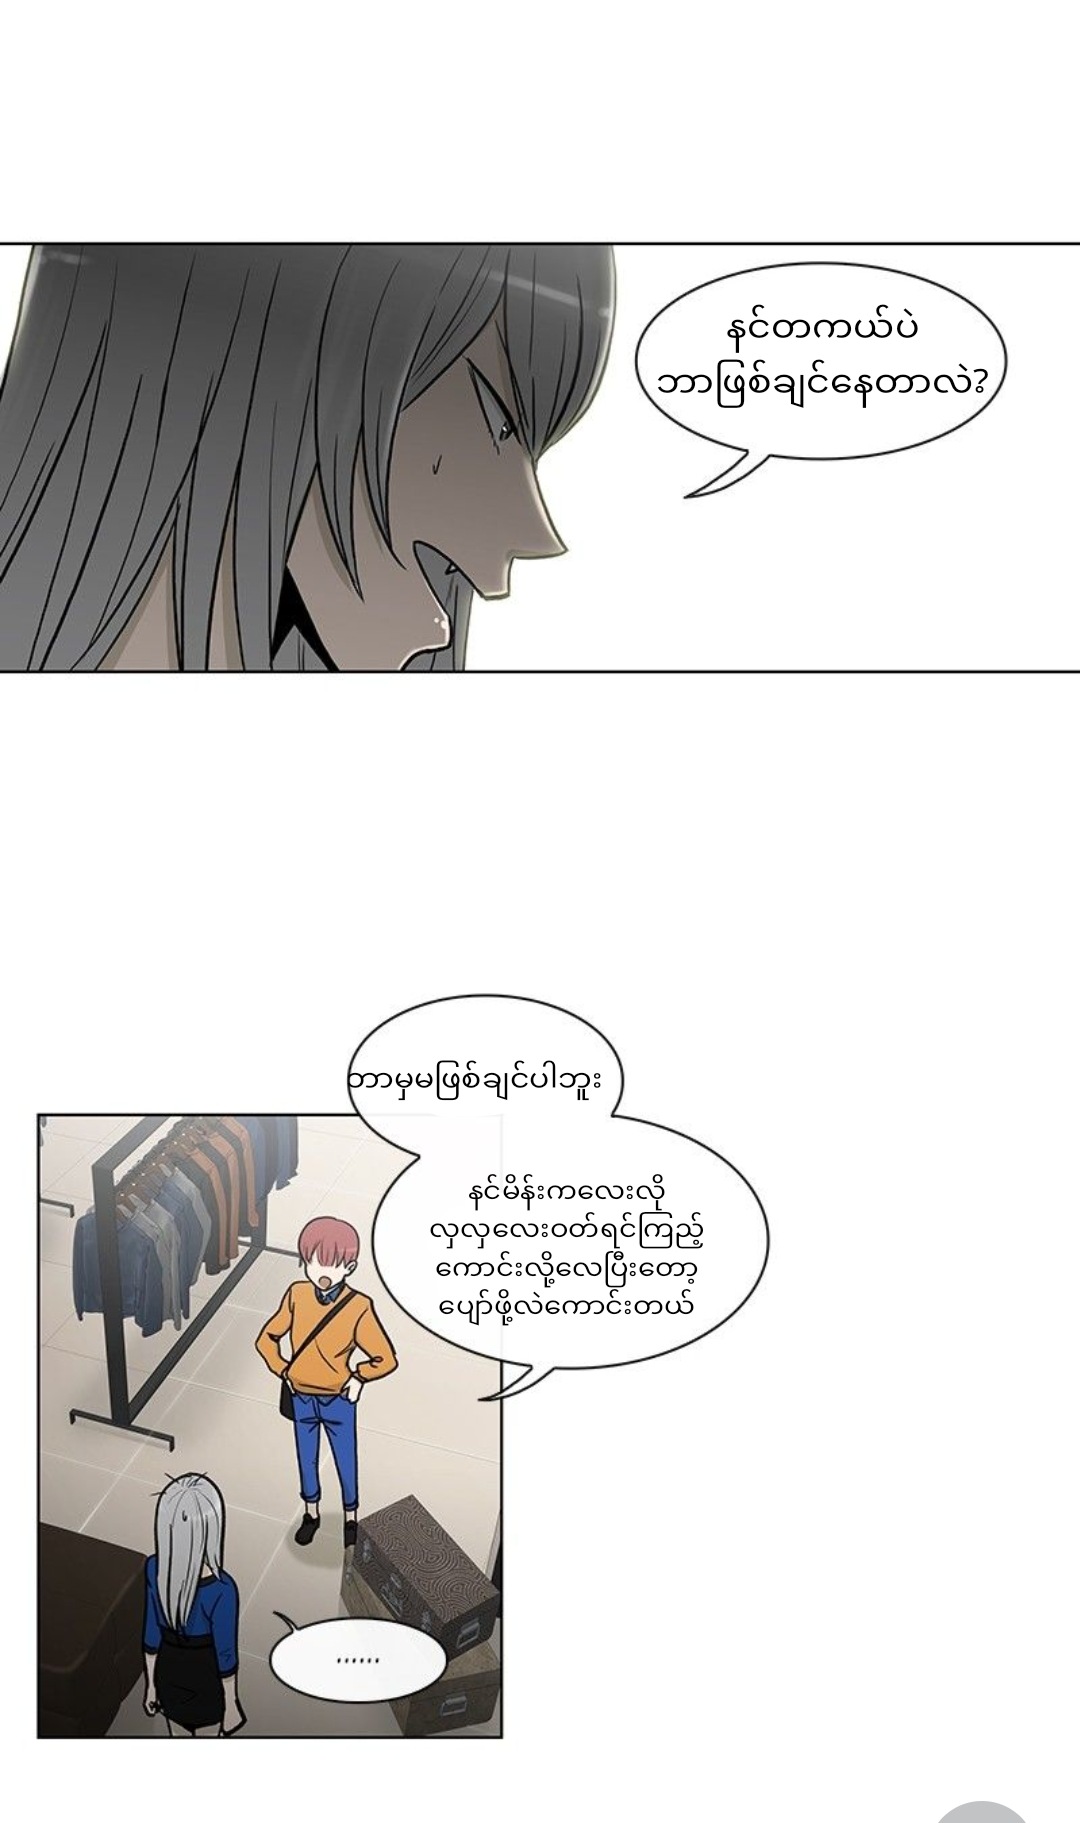 နင်တကယ်ပဲ
ဘာဖြစ်ချင်နေတာလဲ?
ဘာမှမဖြစ်ချင်ပါဘူး
နင်မိန်းကလေးလို
လှလှလေးဝတ်ရင်ကြည့်
ကောင်းလို့လေပြီးတော့
ပျော်ဖို့လဲကောင်းတယ်
......